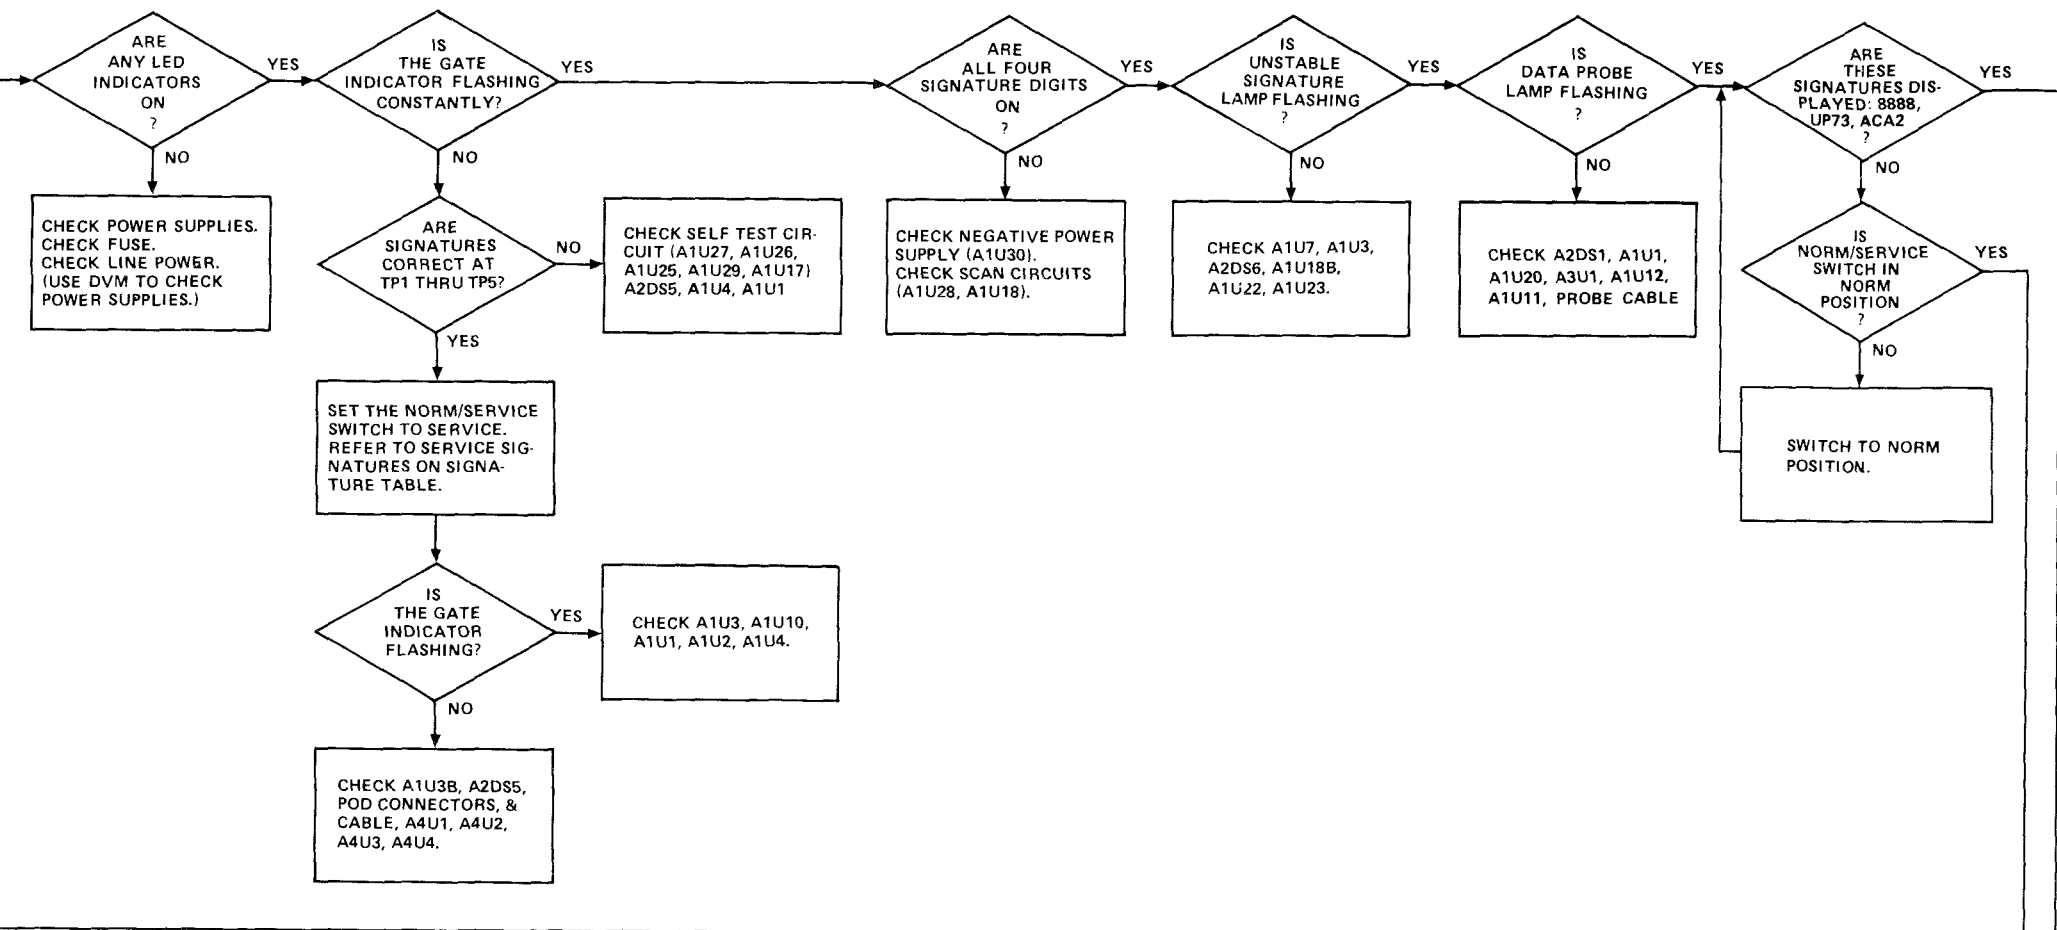 ARE
ANY LED
INDICATORS
ON
?
YES
NO
CHECK POWER SUPPLIES.
CHECK FUSE.
CHECK LINE POWER.
(USE DVM TO CHECK
POWER SUPPLIES.)
IS
THE GATE
INDICATOR FLASHING
CONSTANTLY?
YES
NO
ARE
SIGNATURES
CORRECT AT
TP1 THRU TP5?
NO
YES
CHECK SELF TEST CIR-
CUIT (A1U27, A1U26,
A1U25, A1U29, A1U17)
A2DS5, A1U4, A1U1
SET THE NORM/SERVICE
SWITCH TO SERVICE.
REFER TO SERVICE SIG-
NATURES ON SIGNA-
TURE TABLE.
IS
THE GATE
INDICATOR
FLASHING?
YES
NO
CHECK A1U3, A1U10,
A1U1, A1U2, A1U4.
CHECK A1U3B, A2DS5,
POD CONNECTORS, &
CABLE, A4U1, A4U2,
A4U3, A4U4.
ARE
ALL FOUR
SIGNATURE DIGITS
ON
?
YES
NO
CHECK NEGATIVE POWER
SUPPLY (A1U30).
CHECK SCAN CIRCUITS
(A1U28, A1U18).
IS
UNSTABLE
SIGNATURE
LAMP FLASHING
?
YES
NO
CHECK A1U7, A1U3,
A2DS6, A1U18B,
A1U22, A1U23.
IS
DATA PROBE
LAMP FLASHING
?
YES
NO
CHECK A2DS1, A1U1,
A1U20, A3U1, A1U12,
A1U11, PROBE CABLE
ARE
THESE
SIGNATURES DIS-
PLAYED: 8888,
UP73, ACA2
?
YES
NO
IS
NORM/SERVICE
SWITCH IN
NORM
POSITION
?
YES
NO
SWITCH TO NORM
POSITION.